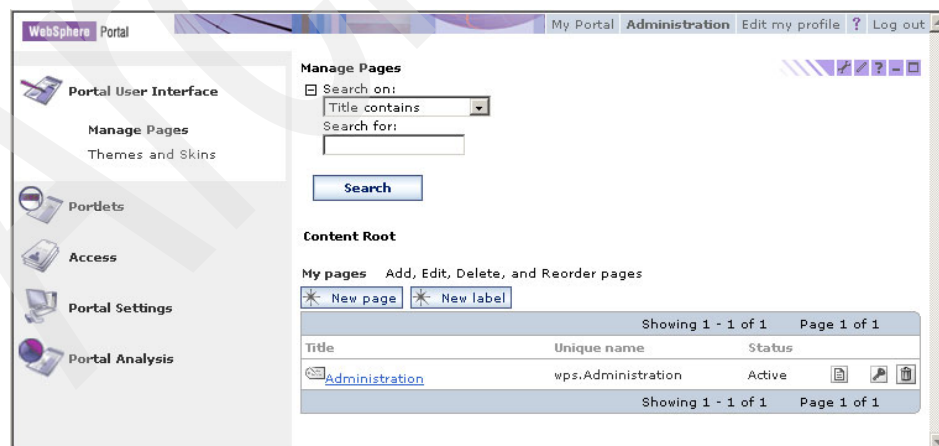 WebSphere Portal
My Portal Administration Edit my profile ? Log out
Portal User Interface
Manage Pages
Themes and Skins
Portlets
Access
Portal Settings
Portal Analysis
Manage Pages
?
Search on:
Title contains
Search for:
Search
Content Root
My pages Add, Edit, Delete, and Reorder pages
New page New label
Showing 1 - 1 of 1 Page 1 of 1
Title Unique name Status
Administration wps.Administration Active
Showing 1 - 1 of 1 Page 1 of 1